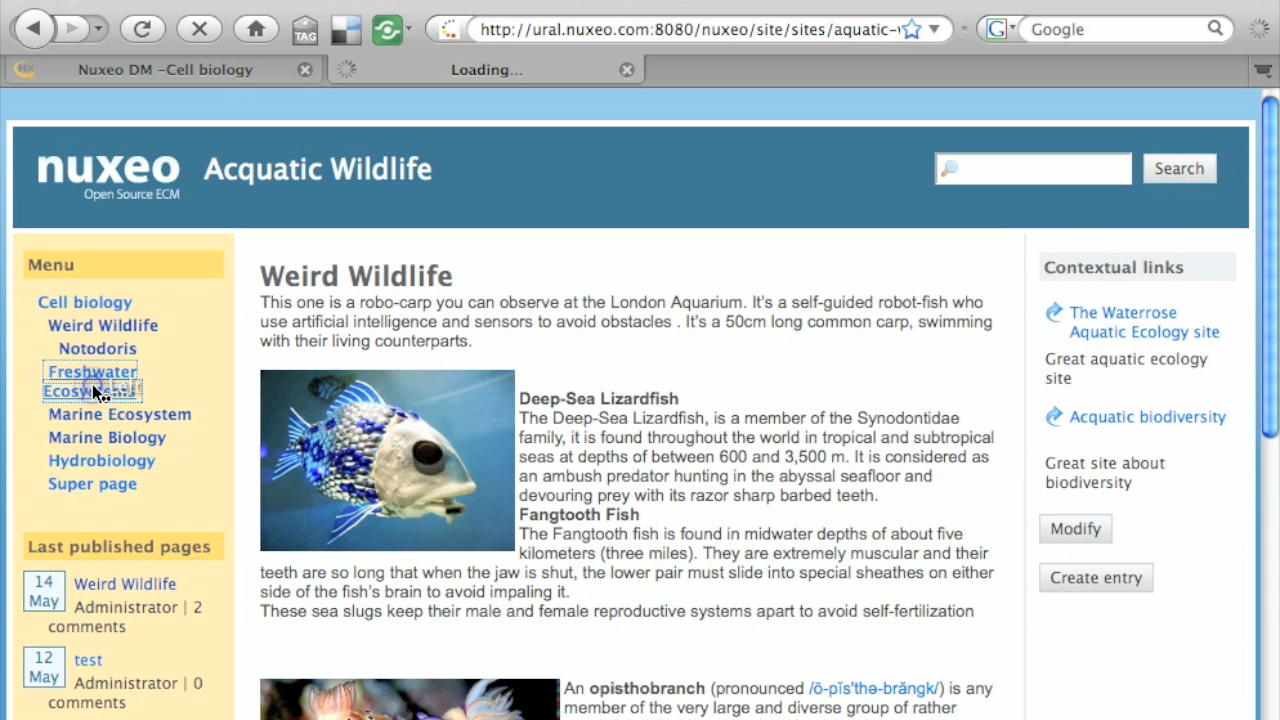 TAG
http://ural.nuxeo.com:8080/nuxeo/site/sites/aquatic-
Google
Nuxeo DM -Cell biology
Loading...
nuxeo
Open Source ECM
Acquatic Wildlife
Search
Menu
Cell biology
Weird Wildlife
Notodoris
Freshwater
Marine Ecosystem
Marine Biology
Hydrobiology
Super page
Last published pages
14
May
Weird Wildlife
Administrator | 2
comments
12
May
test
Administrator | 0
comments
Weird Wildlife
This one is a robo-carp you can observe at the London Aquarium. It's a self-guided robot-fish who
use artificial intelligence and sensors to avoid obstacles . It's a 50cm long common carp, swimming
with their living counterparts.
Deep-Sea Lizardfish
The Deep-Sea Lizardfish, is a member of the Synodontidae
family, it is found throughout the world in tropical and subtropical
seas at depths of between 600 and 3,500 m. It is considered as
an ambush predator hunting in the abyssal seafloor and
devouring prey with its razor sharp barbed teeth.
Fangtooth Fish
The Fangtooth fish is found in midwater depths of about five
kilometers (three miles). They are extremely muscular and their
teeth are so long that when the jaw is shut, the lower pair must slide into special sheathes on either
side of the fish's brain to avoid impaling it.
These sea slugs keep their male and female reproductive systems apart to avoid self-fertilization
An opisthobranch (pronounced /ō-pĭs'thə-brăngk/) is any
member of the very large and diverse group of rather
Contextual links
The Waterrose
Aquatic Ecology site
Great aquatic ecology
site
Acquatic biodiversity
Great site about
biodiversity
Modify
Create entry